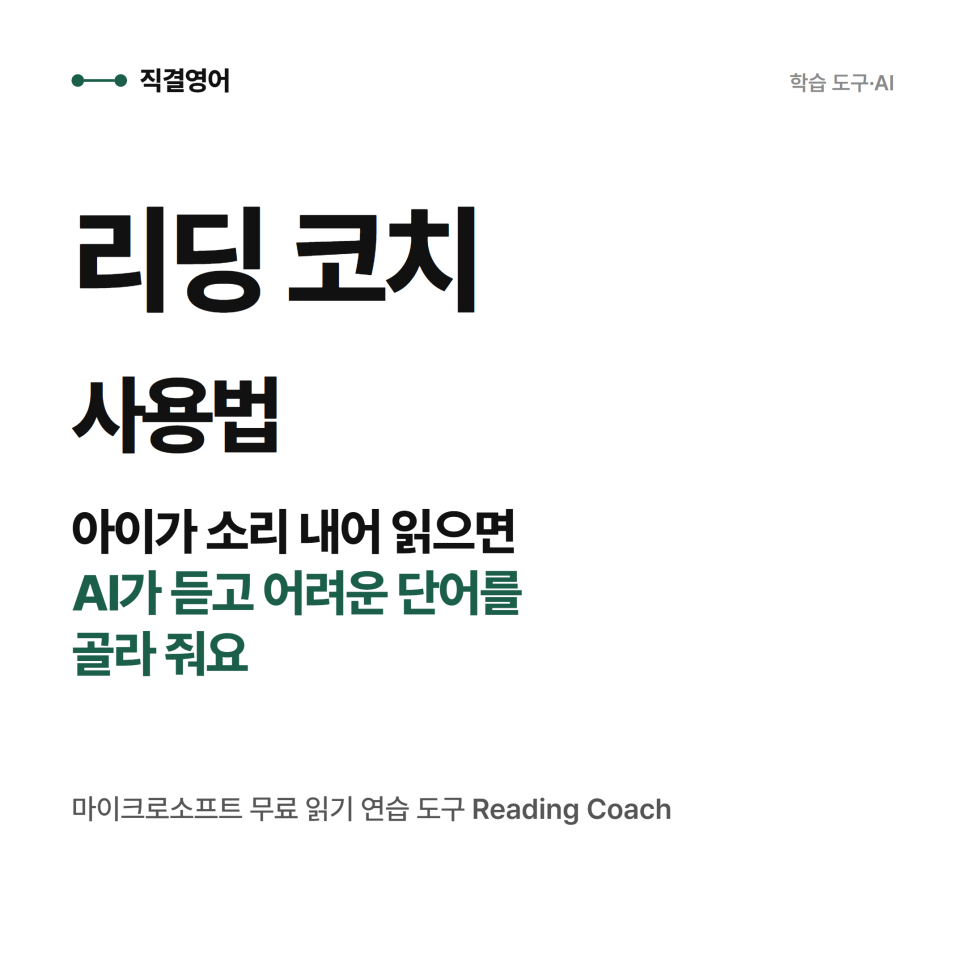 직결영어
학습 도구·AI
리딩 코치
사용법
아이가 소리 내어 읽으면
AI가 듣고 어려운 단어를
골라 줘요
마이크로소프트 무료 읽기 연습 도구 Reading Coach